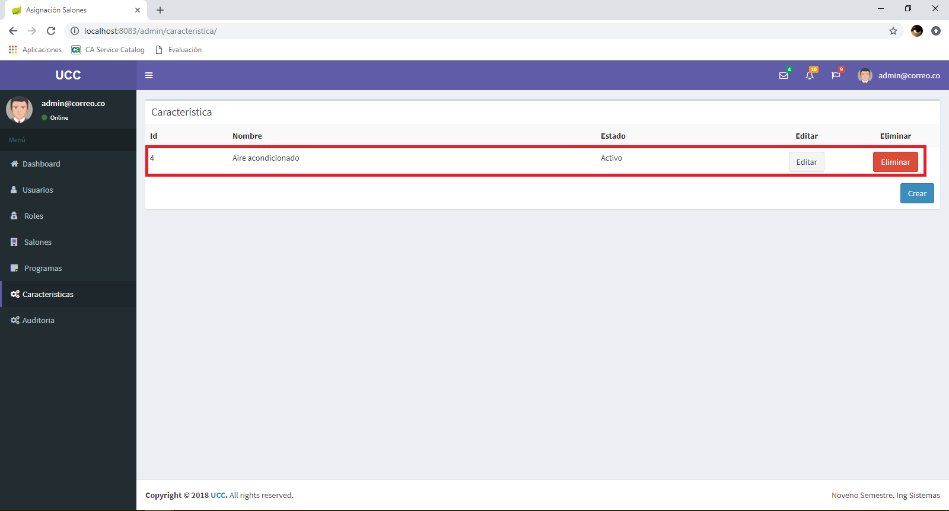 Asignación Salones
localhost:8083/admin/caracteristica/
Aplicaciones CA Service Catalog Evaluación
UCC
4 10 9 admin@correo.co
admin@correo.co
Online
Menú
Dashboard
Usuarios
Roles
Salones
Programas
Caracteristicas
Auditoria
Caracteristica
Id Nombre Estado Editar Eliminar
4 Aire acondicionado Activo Editar Eliminar
Crear
Copyright © 2018 UCC. All rights reserved. Noveno Semestre. Ing Sistemas